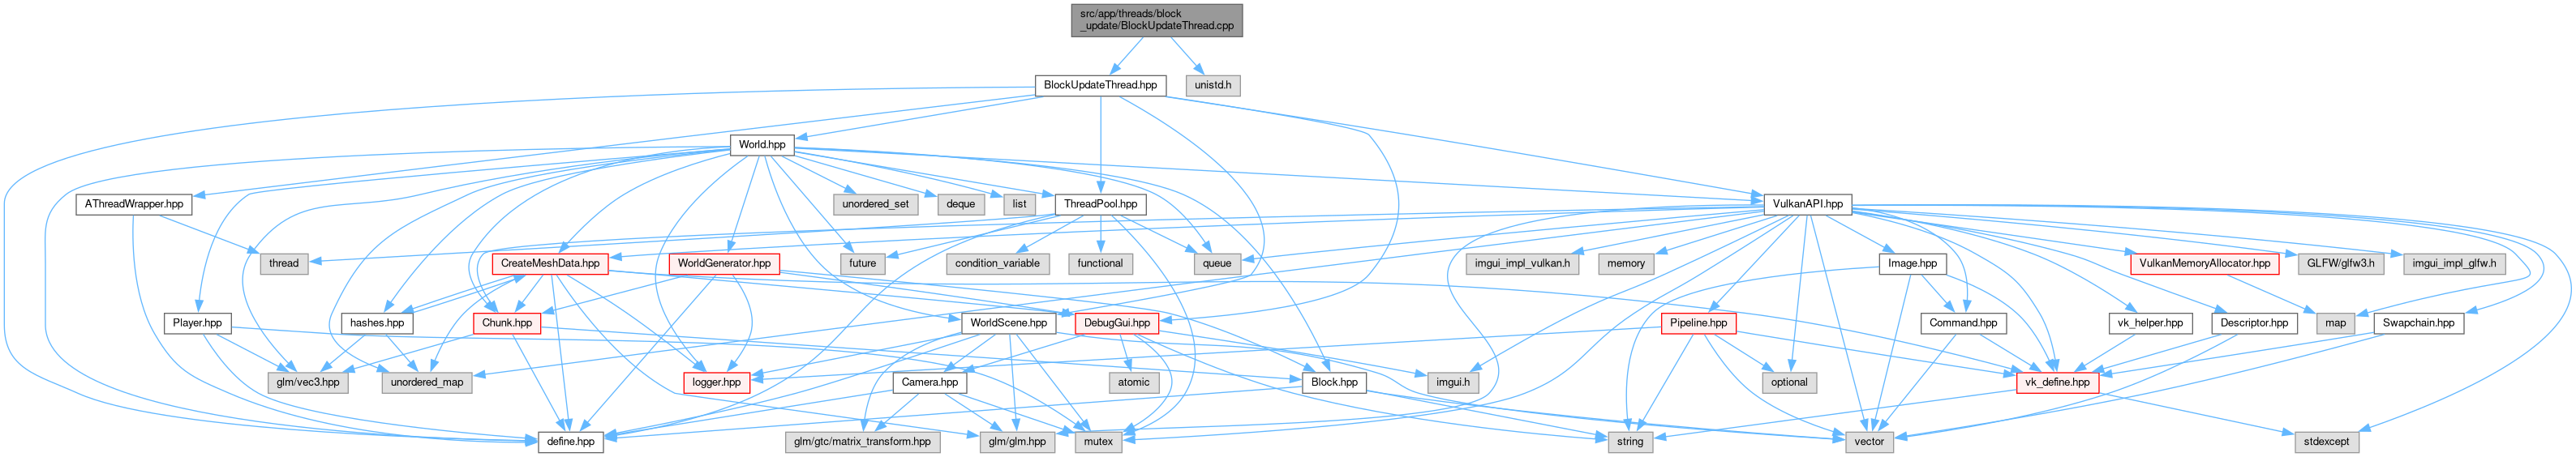 src/app/threads/block
_update/BlockUpdateThread.cpp
BlockUpdateThread.hpp
unistd.h
World.hpp
AThreadWrapper.hpp
unordered_set
deque
list
ThreadPool.hpp
VulkanAPI.hpp
thread
CreateMeshData.hpp
WorldGenerator.hpp
future
condition_variable
functional
queue
imgui_impl_vulkan.h
memory
Image.hpp
VulkanMemoryAllocator.hpp
GLFW/glfw3.h
imgui_impl_glfw.h
Player.hpp
hashes.hpp
Chunk.hpp
WorldScene.hpp
DebugGui.hpp
Pipeline.hpp
Command.hpp
vk_helper.hpp
Descriptor.hpp
map
Swapchain.hpp
glm/vec3.hpp
unordered_map
logger.hpp
Camera.hpp
atomic
Block.hpp
imgui.h
optional
vk_define.hpp
define.hpp
glm/gtc/matrix_transform.hpp
glm/glm.hpp
mutex
string
vector
stdexcept